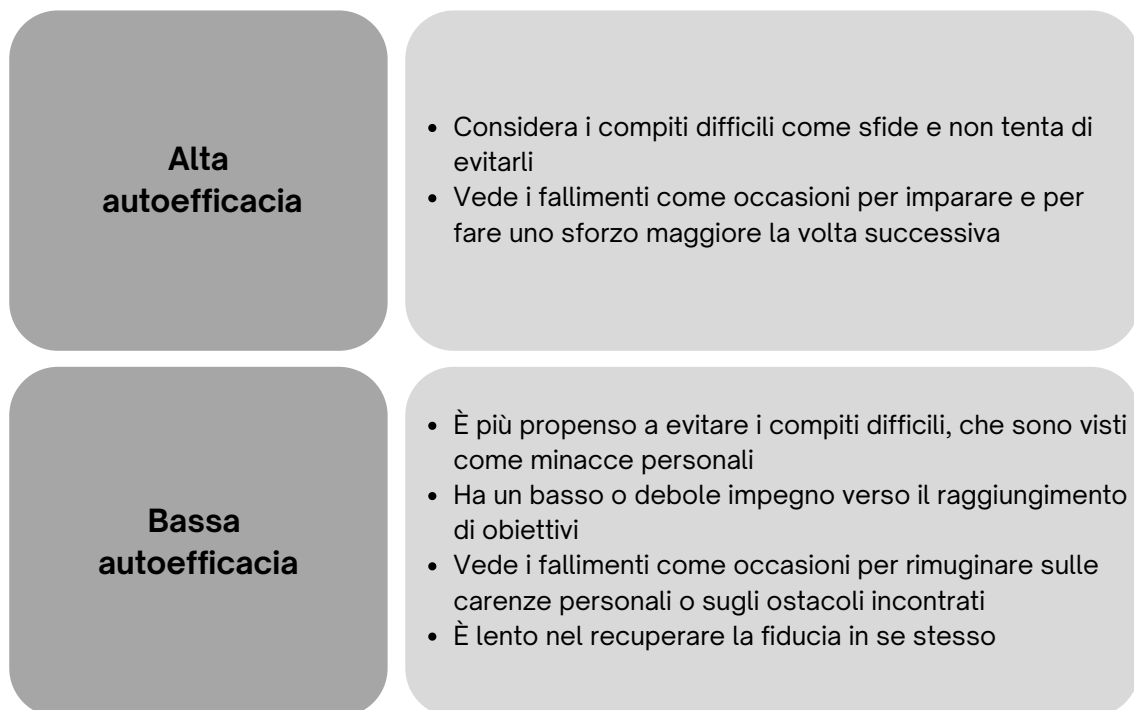 Alta
autoefficacia
• Considera i compiti difficili come sfide e non tenta di
evitarli
• Vede i fallimenti come occasioni per imparare e per
fare uno sforzo maggiore la volta successiva
Bassa
autoefficacia
• È più propenso a evitare i compiti difficili, che sono visti
come minacce personali
• Ha un basso o debole impegno verso il raggiungimento
di obiettivi
• Vede i fallimenti come occasioni per rimuginare sulle
carenze personali o sugli ostacoli incontrati
• È lento nel recuperare la fiducia in se stesso